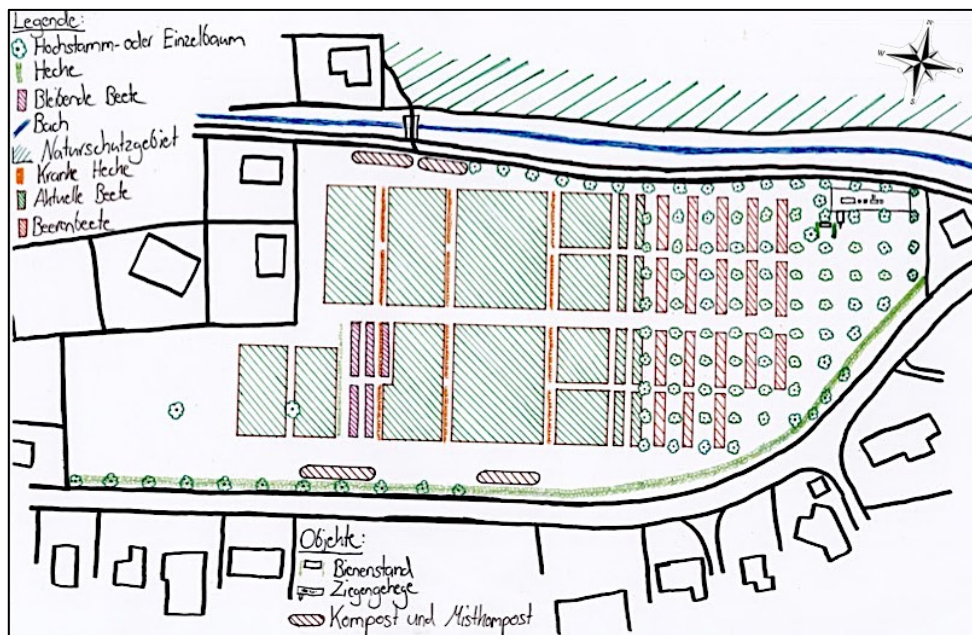 Legende:
Hochstamm- oder Einzelbaum
Hecke
Bleibende Beete
Bach
Naturschutzgebiet
Kranke Hecke
Aktuelle Beete
Beerenbeete
N
W
O
S
Objekte:
Bienenstand
Ziegengehege
Kompost und Mistkompost